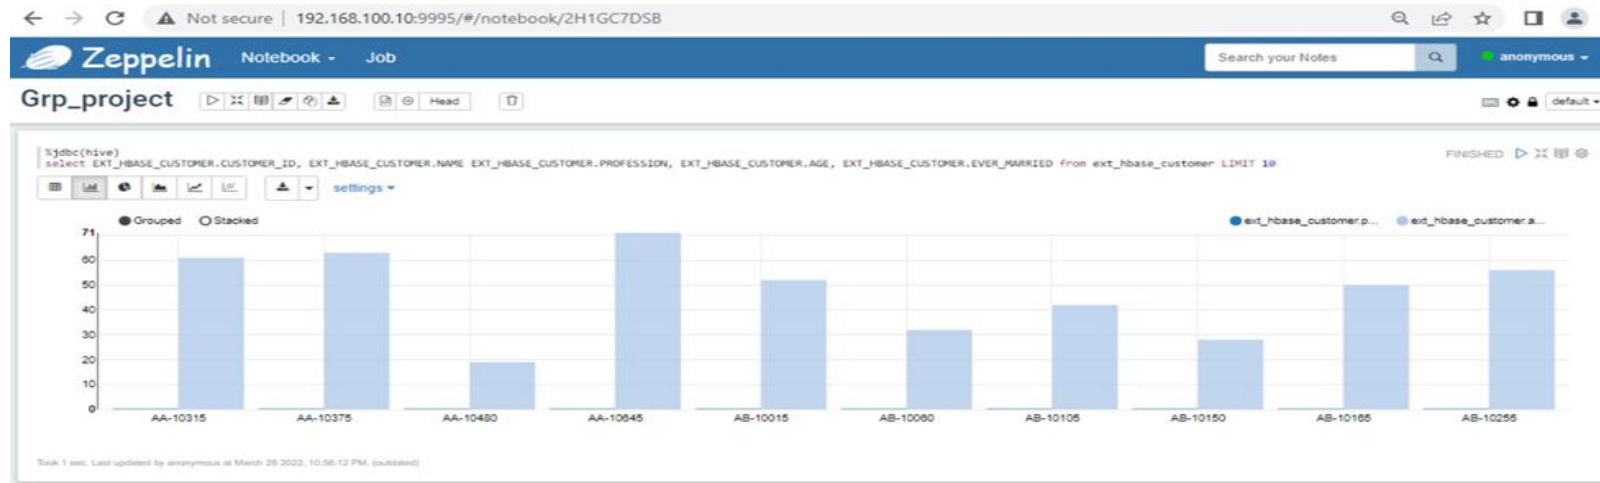 Not secure | 192.168.100.10:9995/#/notebook/2H1GC7DSB
Zeppelin Notebook Job Search your Notes anonymous
Grp_project Head default
%jdbc(hive)
select EXT_HBASE_CUSTOMER.CUSTOMER_ID, EXT_HBASE_CUSTOMER.NAME EXT_HBASE_CUSTOMER.PROFESSION, EXT_HBASE_CUSTOMER.AGE, EXT_HBASE_CUSTOMER.EVER_MARRIED from ext_hbase_customer LIMIT 10
FINISHED
settings
Grouped Stacked ext_hbase_customer.p... ext_hbase_customer.a...
71
60
50
40
30
20
10
0
AA-10315 AA-10375 AA-10480 AA-10645 AB-10015 AB-10060 AB-10105 AB-10150 AB-10165 AB-10255
Took 1 sec. Last updated by anonymous at March 28 2022, 10:56:12 PM. (outdated)